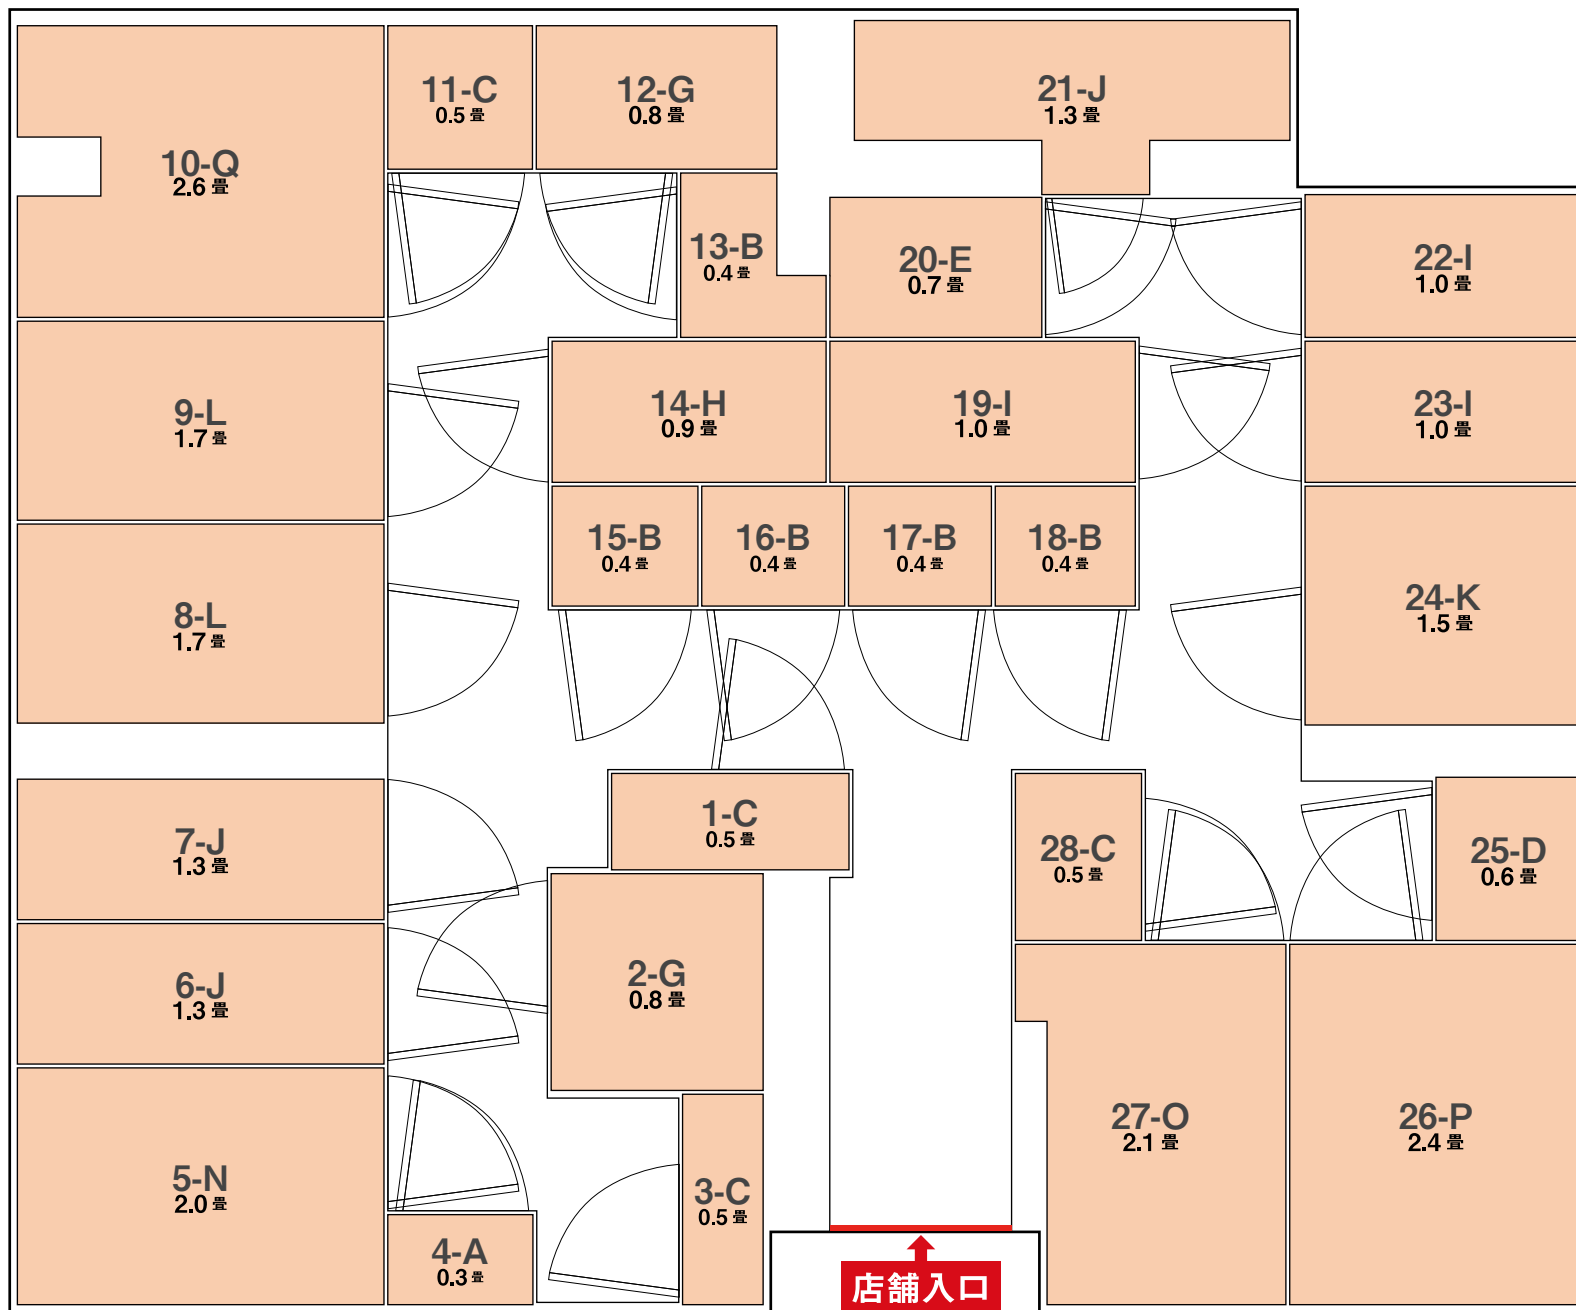 11-C
0.5 畳
12-G
0.8 畳
21-J
1.3 畳
10-Q
2.6 畳
13-B
0.4 畳
20-E
0.7 畳
22-I
1.0 畳
9-L
1.7 畳
14-H
0.9 畳
19-I
1.0 畳
23-I
1.0 畳
15-B
0.4 畳
16-B
0.4 畳
17-B
0.4 畳
18-B
0.4 畳
8-L
1.7 畳
24-K
1.5 畳
7-J
1.3 畳
1-C
0.5 畳
28-C
0.5 畳
25-D
0.6 畳
6-J
1.3 畳
2-G
0.8 畳
27-O
2.1 畳
26-P
2.4 畳
5-N
2.0 畳
3-C
0.5 畳
4-A
0.3 畳
店舗入口